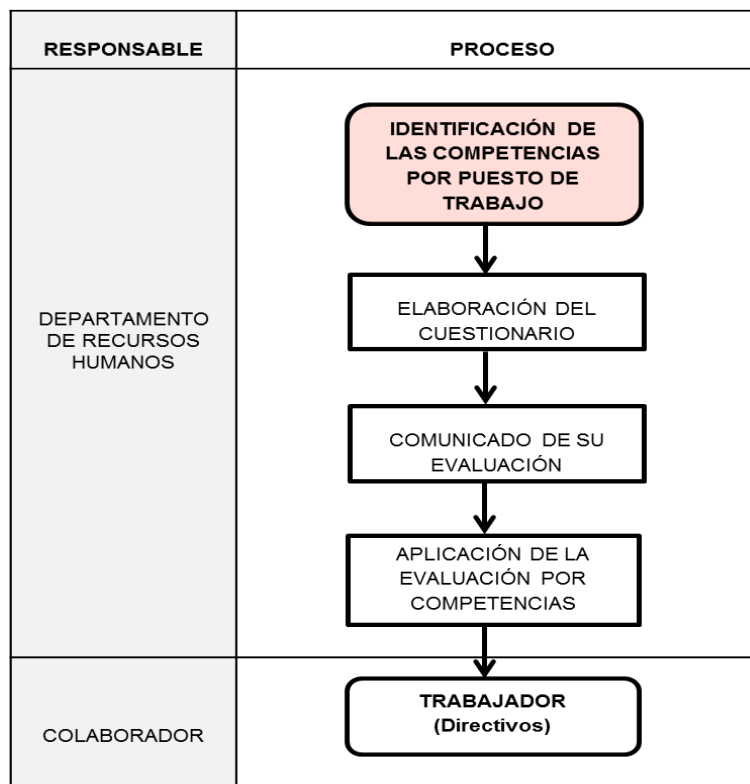 RESPONSABLE
PROCESO
IDENTIFICACIÓN DE
LAS COMPETENCIAS
POR PUESTO DE
TRABAJO
ELABORACIÓN DEL
CUESTIONARIO
DEPARTAMENTO
DE RECURSOS
HUMANOS
COMUNICADO DE SU
EVALUACIÓN
APLICACIÓN DE LA
EVALUACIÓN POR
COMPETENCIAS
COLABORADOR
TRABAJADOR
(Directivos)